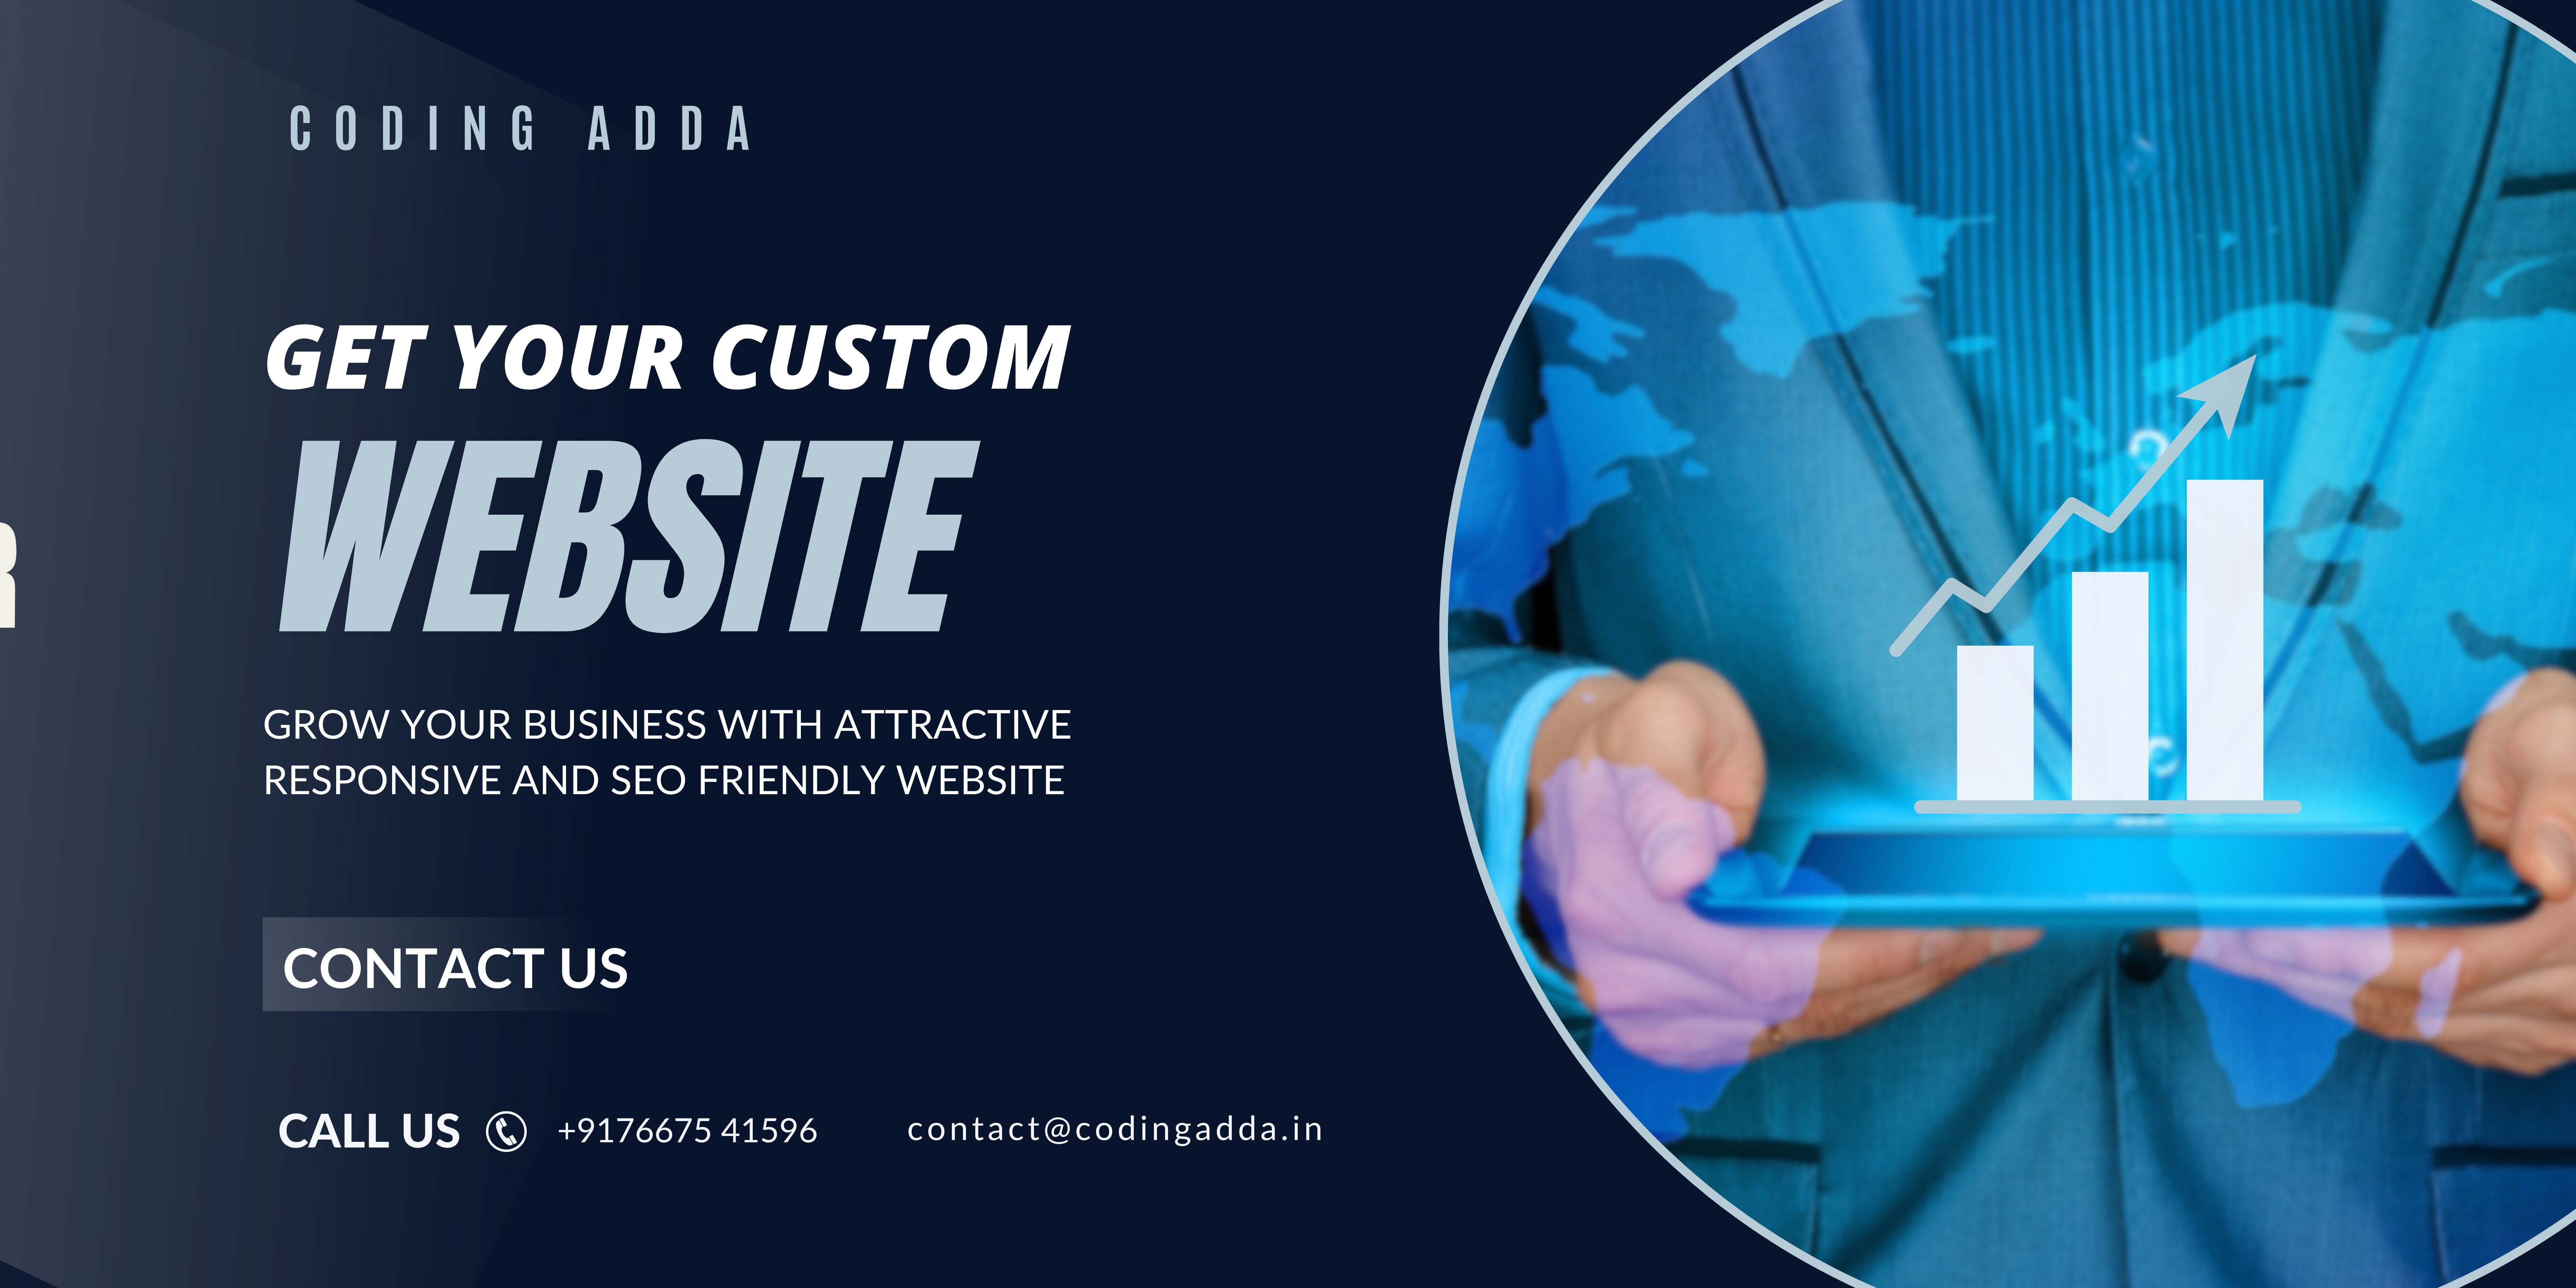 CODING ADDA
GET YOUR CUSTOM
WEBSITE
GROW YOUR BUSINESS WITH ATTRACTIVE
RESPONSIVE AND SEO FRIENDLY WEBSITE
CONTACT US
CALL US +9176675 41596 contact@codingadda.in
R